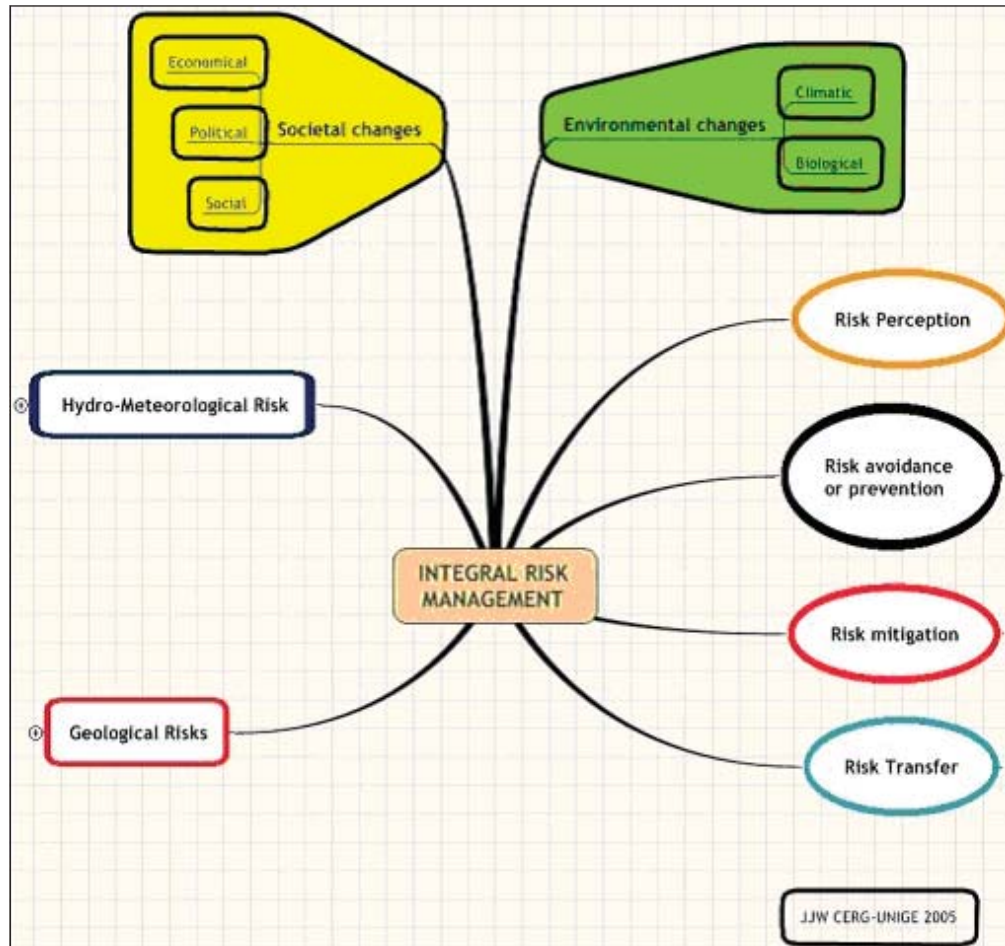 Economical
Political
Social
Societal changes
Environmental changes
Climatic
Biological
Risk Perception
Hydro-Meteorological Risk
Risk avoidance
or prevention
INTEGRAL RISK
MANAGEMENT
Risk mitigation
Geological Risks
Risk Transfer
JJW CERG-UNIGE 2005